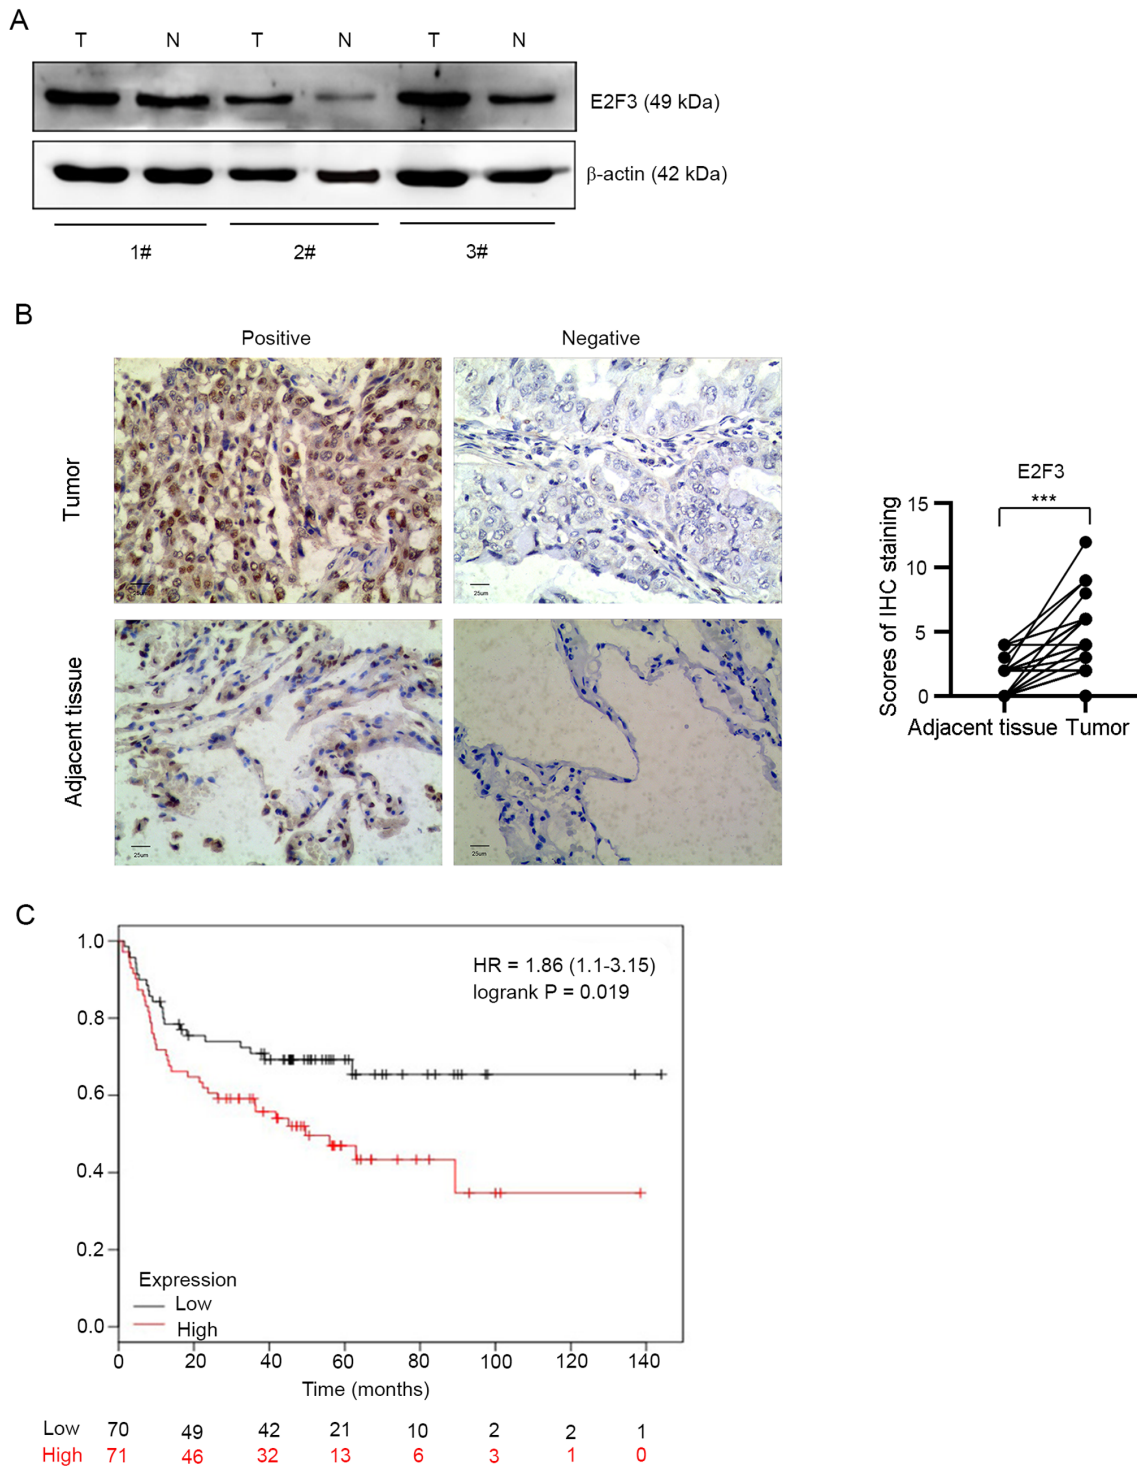 A
T N T N T N
E2F3 (49 kDa)
β-actin (42 kDa)
1# 2# 3#
B
Positive Negative
Tumor
25um
Adjacent tissue
25um 25um
E2F3
***
Scores of IHC staining
15
10
5
0
Adjacent tissue Tumor
C
HR = 1.86 (1.1-3.15)
logrank P = 0.019
1.0
0.8
0.6
0.4
0.2
0.0
Expression
Low
High
0 20 40 60 80 100 120 140
Time (months)
Low 70 49 42 21 10 2 2 1
High 71 46 32 13 6 3 1 0